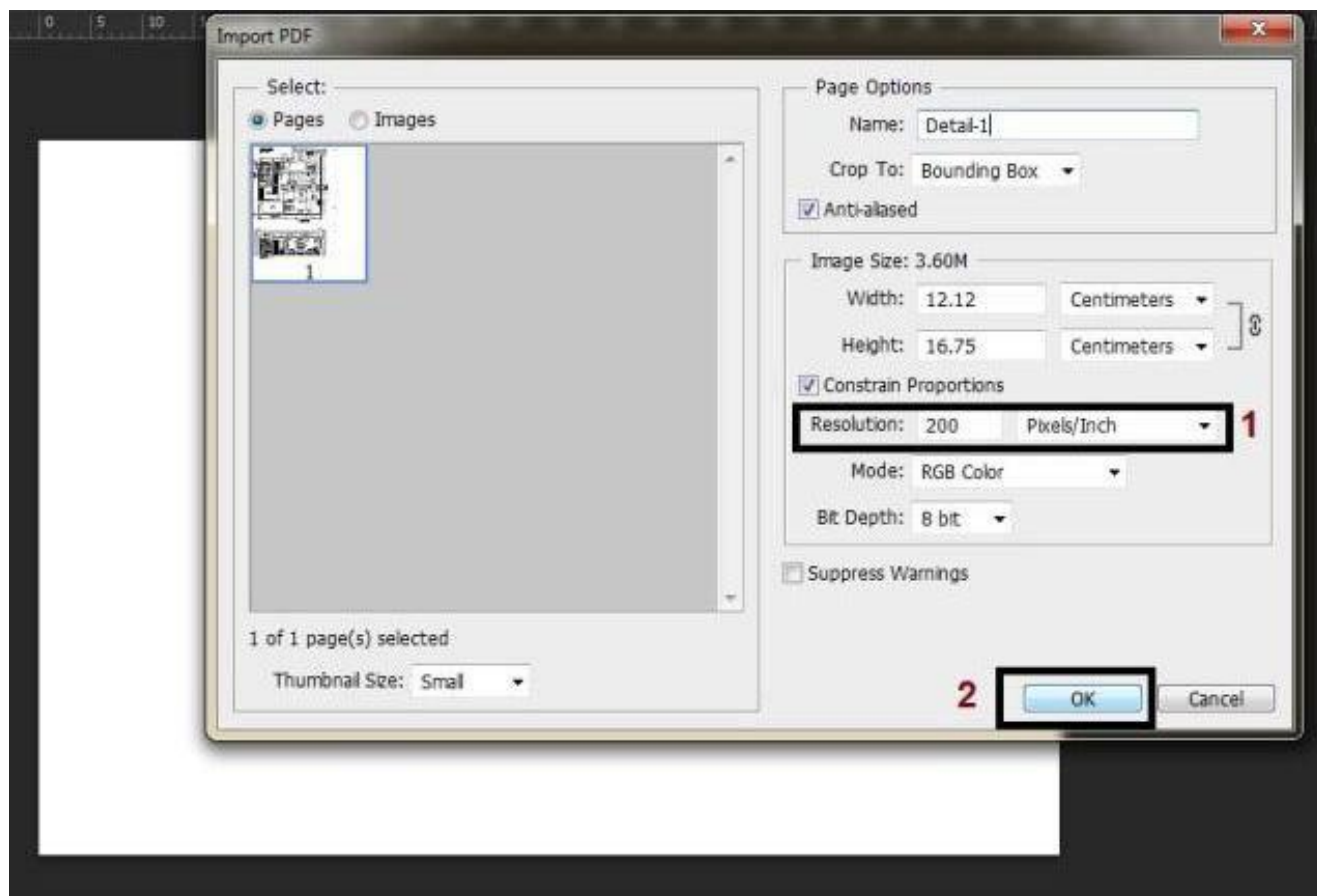 0 5 10
Import PDF
Select:
Pages Images
1
1 of 1 page(s) selected
Thumbnail Size: Small
Page Options
Name: Detail-1
Crop To: Bounding Box
Anti-aliased
Image Size: 3.60M
Width: 12.12 Centimeters
Height: 16.75 Centimeters
Constrain Proportions
Resolution: 200 Pixels/Inch 1
Mode: RGB Color
Bit Depth: 8 bit
Suppress Warnings
2 OK Cancel